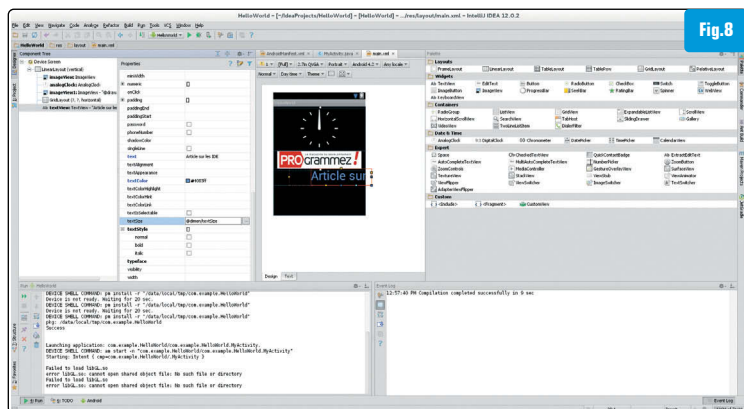 Fig.8
HelloWorld - [~/IdeaProjects/HelloWorld] - [HelloWorld] - .../res/layout/main.xml - IntelliJ IDEA 12.0.2
File Edit View Navigate Code Analyze Refactor Build Run Tools VCS Window Help
HelloWorld
HelloWorld res layout main.xml
AndroidManifest.xml MyActivity.java main.xml
Component Tree
Device Screen
LinearLayout (vertical)
imageView: ImageView
analogClock: AnalogClock
GridLayout
Properties
minWidth
numeric
onClick
padding
paddingEnd
paddingStart
password
phoneNumber
shadowColor
singleLine
text Article sur les IDE
textAlignment
textAppearance
textColor
textColorHighlight
textColorHint
textColorLink
textIsSelectable
textSize @dimen/textSize
textStyle
normal
bold
italic
typeface
visibility
width
Portrait Android 4.2 Any locale
Normal Day time Theme
PROgrammez!
Article sur
Design Text
Palette
Layouts
FrameLayout LinearLayout TableLayout TableRow GridLayout RelativeLayout
Widgets
TextView EditText Button RadioButton CheckBox Switch ToggleButton
ImageButton ImageView ProgressBar SeekBar RatingBar Spinner WebView
KeyboardView
Containers
RadioGroup ListView GridView ExpandableListView ScrollView
HorizontalScrollView SearchView TabHost SlidingDrawer Gallery
VideoView TwoLineListItem DialerFilter
Date & Time
AnalogClock DigitalClock Chronometer DatePicker TimePicker CalendarView
Expert
Space CheckedTextView QuickContactBadge ExtractEditText
AutoCompleteTextView MultiAutoCompleteTextView NumberPicker ZoomButton
ZoomControls MediaController GestureOverlayView SurfaceView
TextureView StackView ViewStub ViewAnimator
ViewFlipper ViewSwitcher ImageSwitcher TextSwitcher
AdapterViewFlipper
Custom
<include> <fragment> CustomView
Run HelloWorld
DEVICE SHELL COMMAND: pm install -r "/data/local/tmp/com.example.HelloWorld"
Device is not ready. Waiting for 20 sec.
DEVICE SHELL COMMAND: pm install -r "/data/local/tmp/com.example.HelloWorld"
Device is not ready. Waiting for 20 sec.
DEVICE SHELL COMMAND: pm install -r "/data/local/tmp/com.example.HelloWorld"
pkg: /data/local/tmp/com.example.HelloWorld
Success
Launching application: com.example.HelloWorld/com.example.HelloWorld.MyActivity.
DEVICE SHELL COMMAND: am start -n "com.example.HelloWorld/com.example.HelloWorld.MyActivity"
Starting: Intent { cmp=com.example.HelloWorld/.MyActivity }
Failed to load libGL.so
error libGL.so: cannot open shared object file: No such file or directory
Failed to load libGL.so
error libGL.so: cannot open shared object file: No such file or directory
Event Log
12:57:40 PM Compilation completed successfully in 9 sec
4: Run 6: TODO Android
Event Log